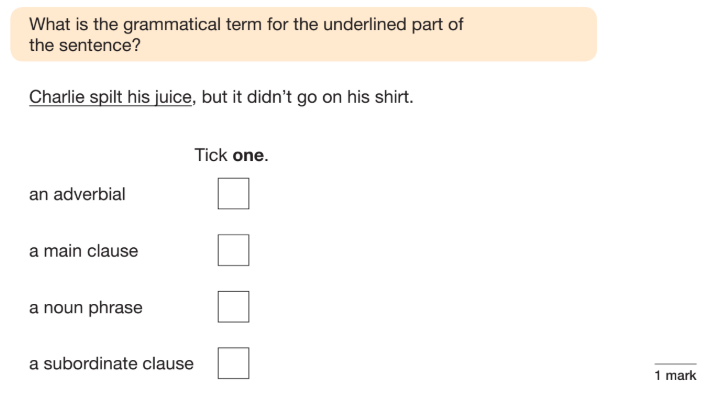 What is the grammatical term for the underlined part of
the sentence?
Charlie spilt his juice, but it didn’t go on his shirt.
Tick one.
an adverbial
a main clause
a noun phrase
a subordinate clause
1 mark